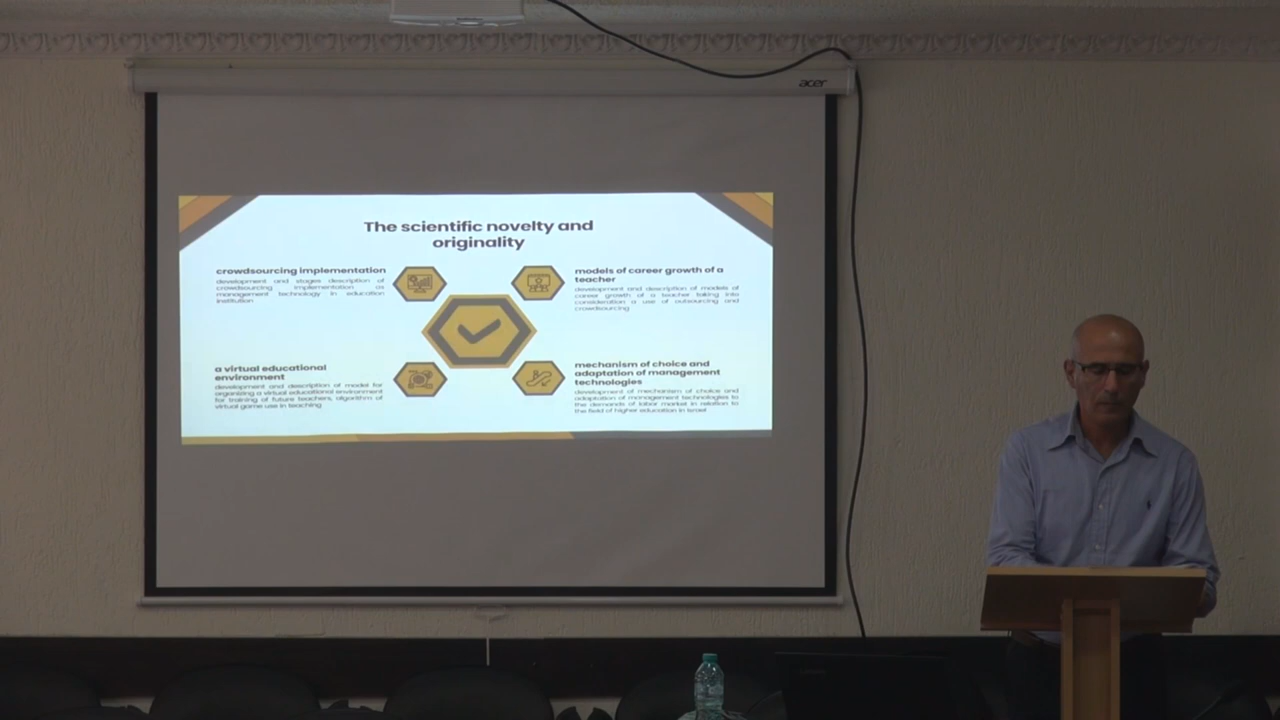 acer
The scientific novelty and
originality
crowdsourcing implementation
development and stages description of
crowdsourcing implementation as
management technology in education
institution
models of career growth of a
teacher
development and description of models of
career growth of a teacher taking into
consideration a use of outsourcing and
crowdsourcing
a virtual educational
environment
development and description of model for
organizing a virtual educational environment
for training of future teachers, algorithm of
virtual game use in teaching
mechanism of choice and
adaptation of management
technologies
development of mechanism of choice and
adaptation of management technologies to
the demands of labor market in relation to
the field of higher education in Israel